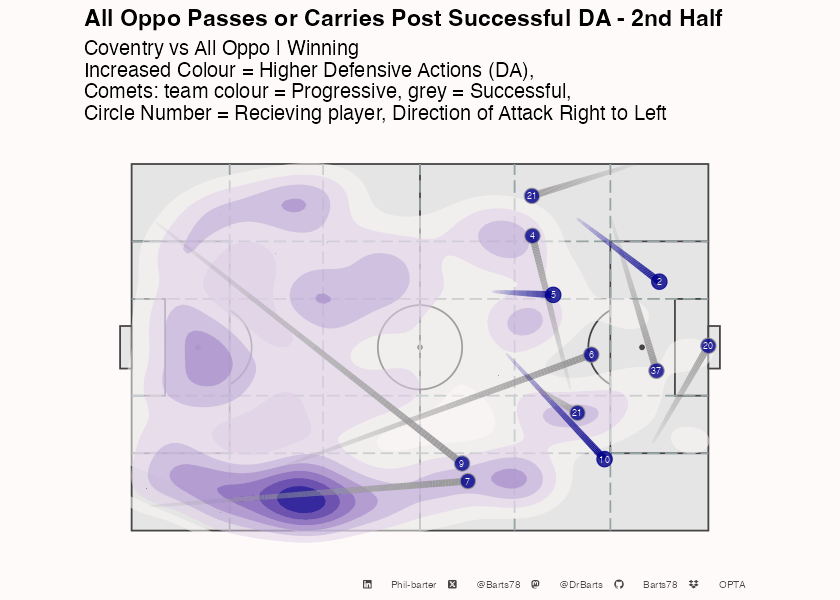 All Oppo Passes or Carries Post Successful DA - 2nd Half
Coventry vs All Oppo | Winning
Increased Colour = Higher Defensive Actions (DA),
Comets: team colour = Progressive, grey = Successful,
Circle Number = Recieving player, Direction of Attack Right to Left
21
4
2
5
20
6
37
21
10
9
7
Phil-barter @Barts78 @DrBarts Barts78 OPTA